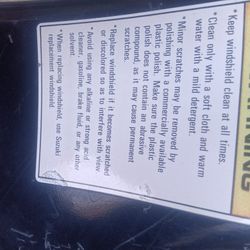 • Keep windshield clean at all times.
• Clean only with a soft cloth and warm
water with a mild detergent.
• Minor scratches may be removed by
polishing with a commercially available
plastic polish. Make sure the plastic
polish does not contain an abrasive
compound, as it may cause permanent
scratches.
• Replace windshield if it becomes scratched
or discolored so as to interfere with view
• Avoid using any alkaline or strong acid
cleaner, gasoline, brake fluid, or any other
solvent.
• When replacing windshield, use Suzuki
replacement windshield